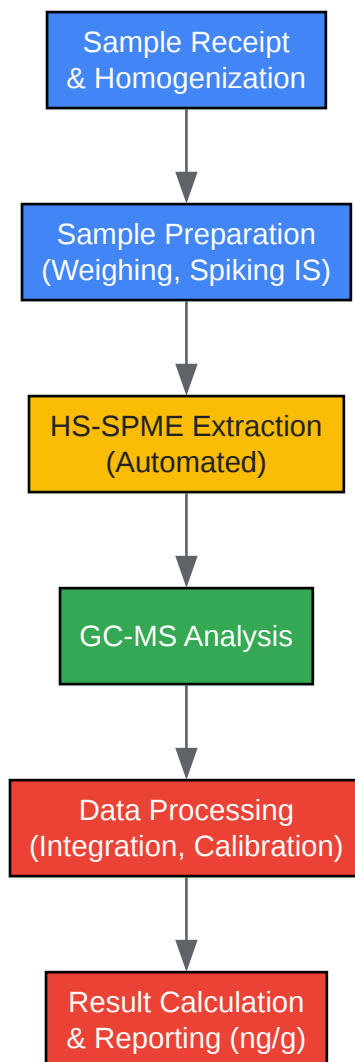 Sample Receipt
& Homogenization
Sample Preparation
(Weighing, Spiking IS)
HS-SPME Extraction
(Automated)
GC-MS Analysis
Data Processing
(Integration, Calibration)
Result Calculation
& Reporting (ng/g)